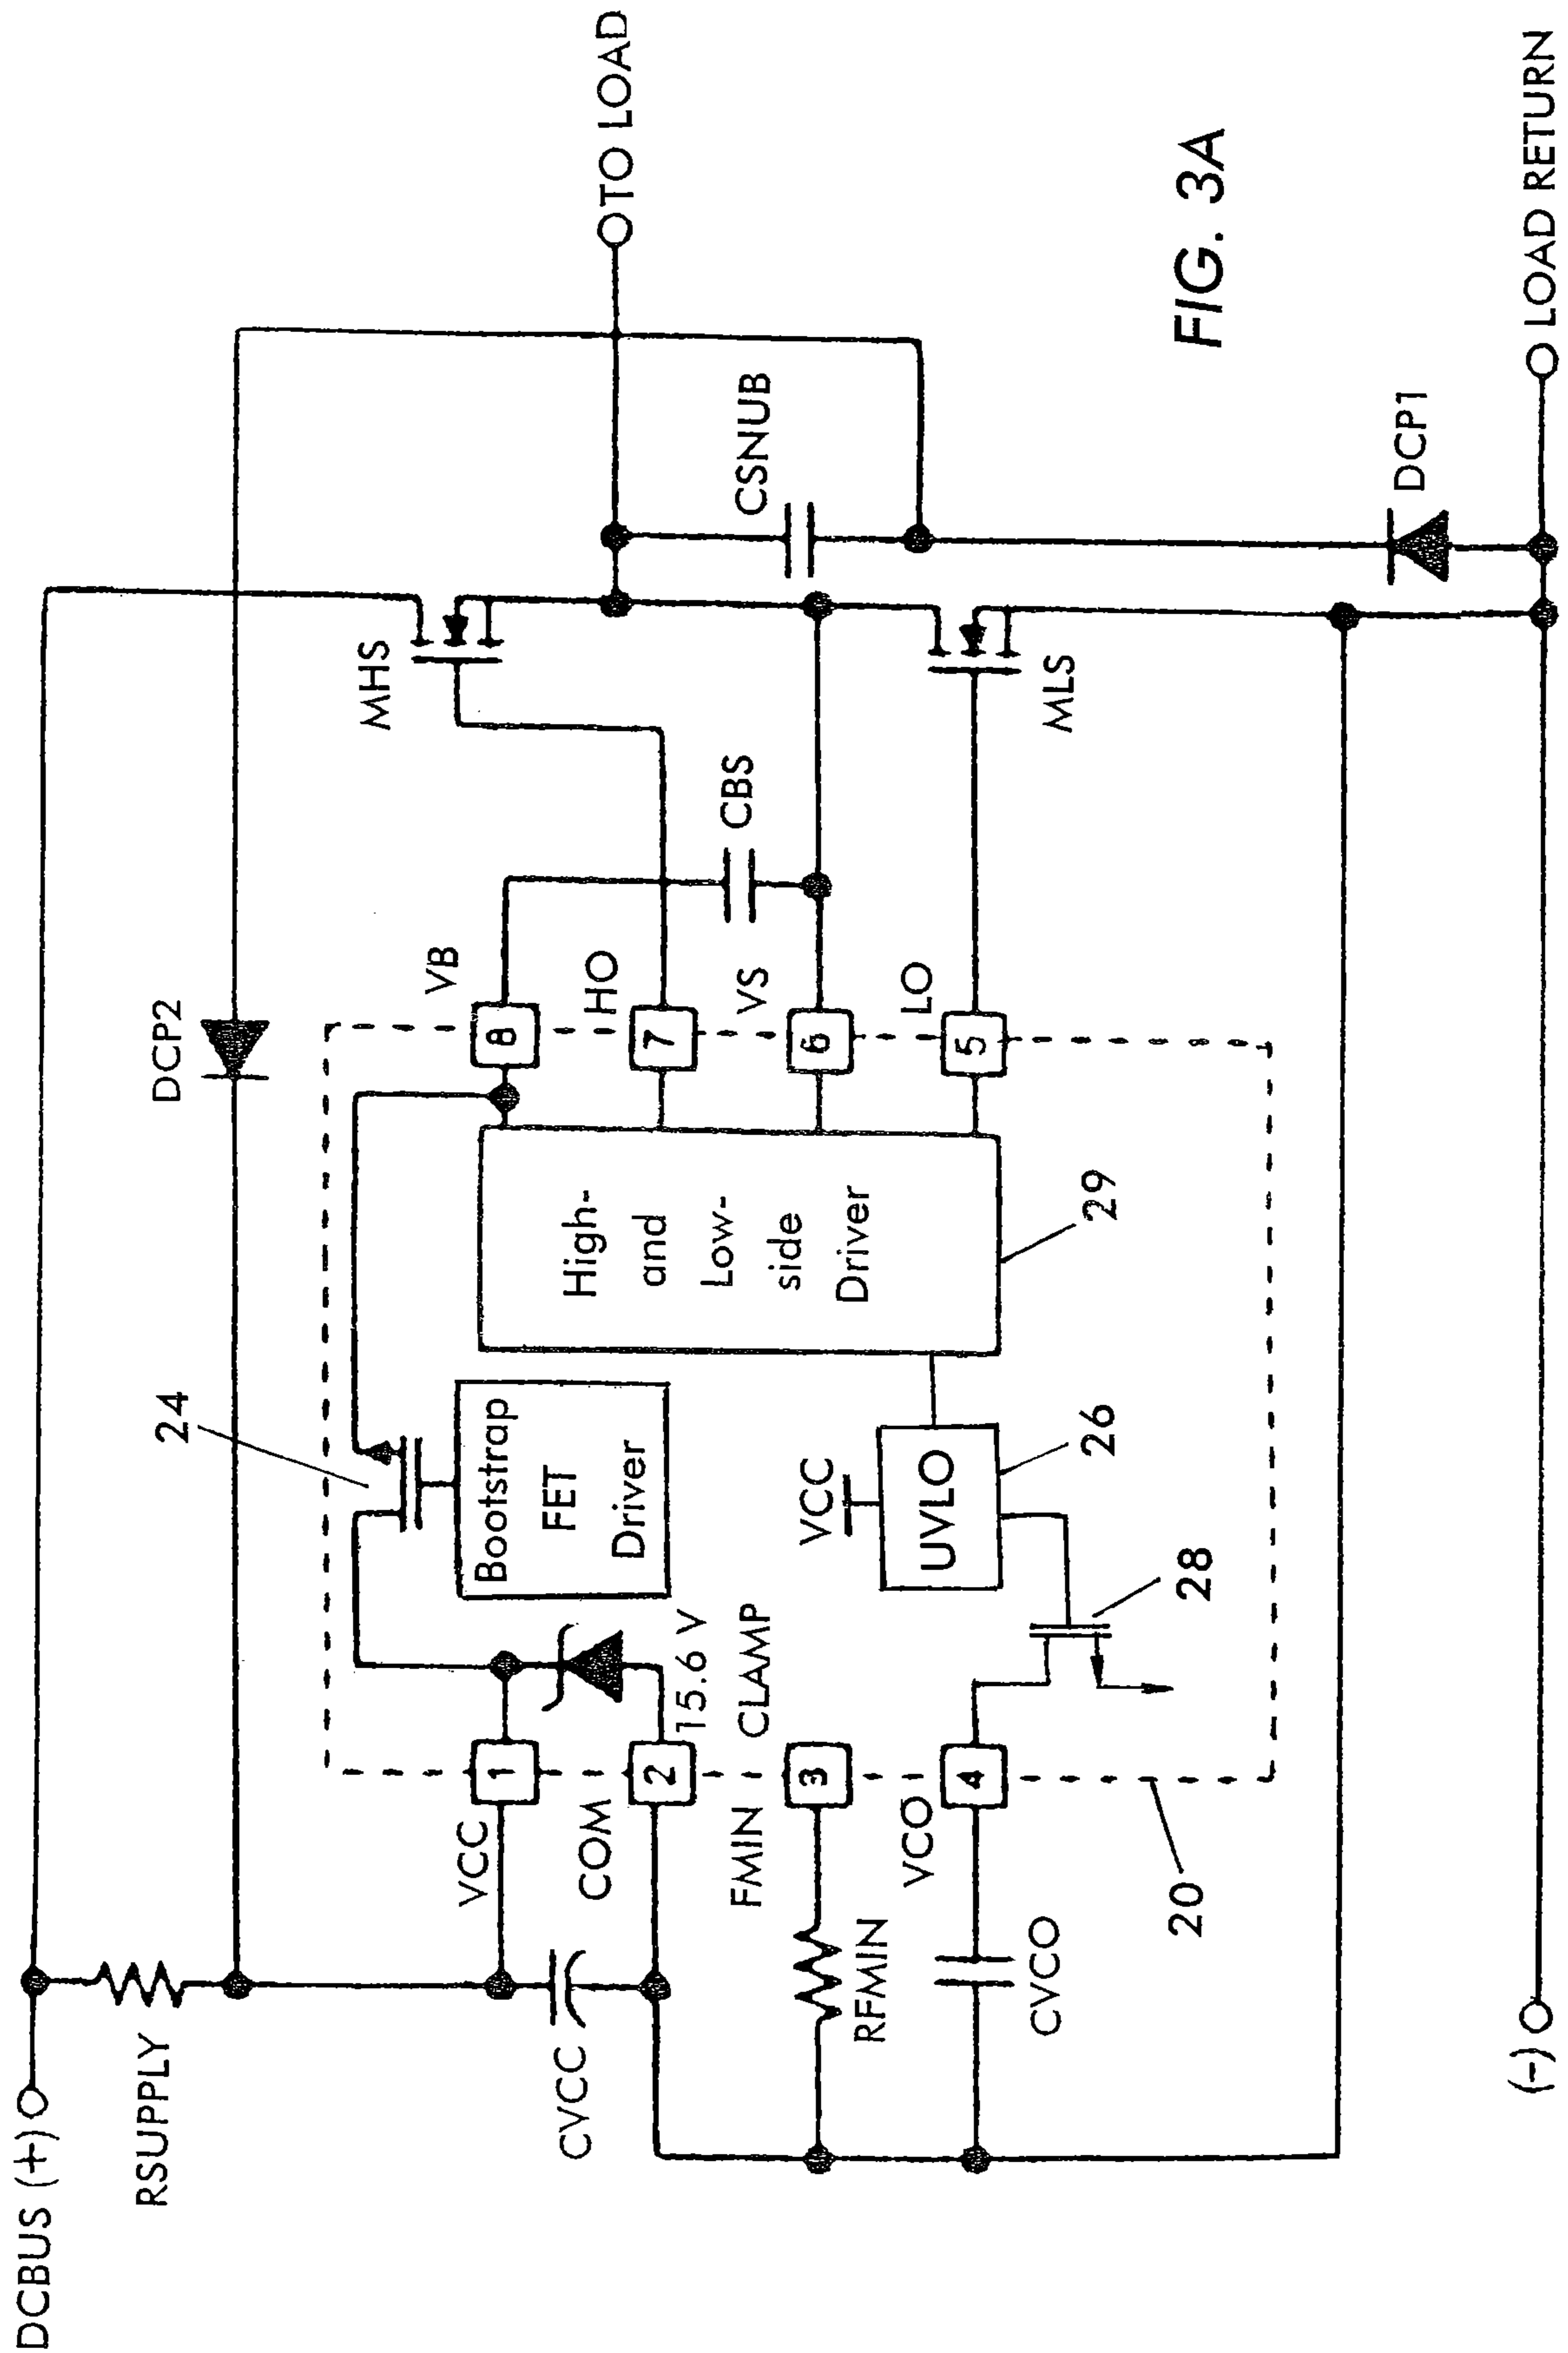 DCBUS (+)
RSUPPLY
DCP2
24
VCC
COM
FMIN
VCO
CVCC
RFMIN
CVCO
1
2
3
4
15.6 V
CLAMP
Bootstrap
FET
Driver
VCC
UVLO
26
28
20
High-
and
Low-
side
Driver
29
8
7
6
5
VB
HO
VS
LO
CBS
MHS
MLS
CSNUB
DCP1
TO LOAD
FIG. 3A
(-)
LOAD RETURN